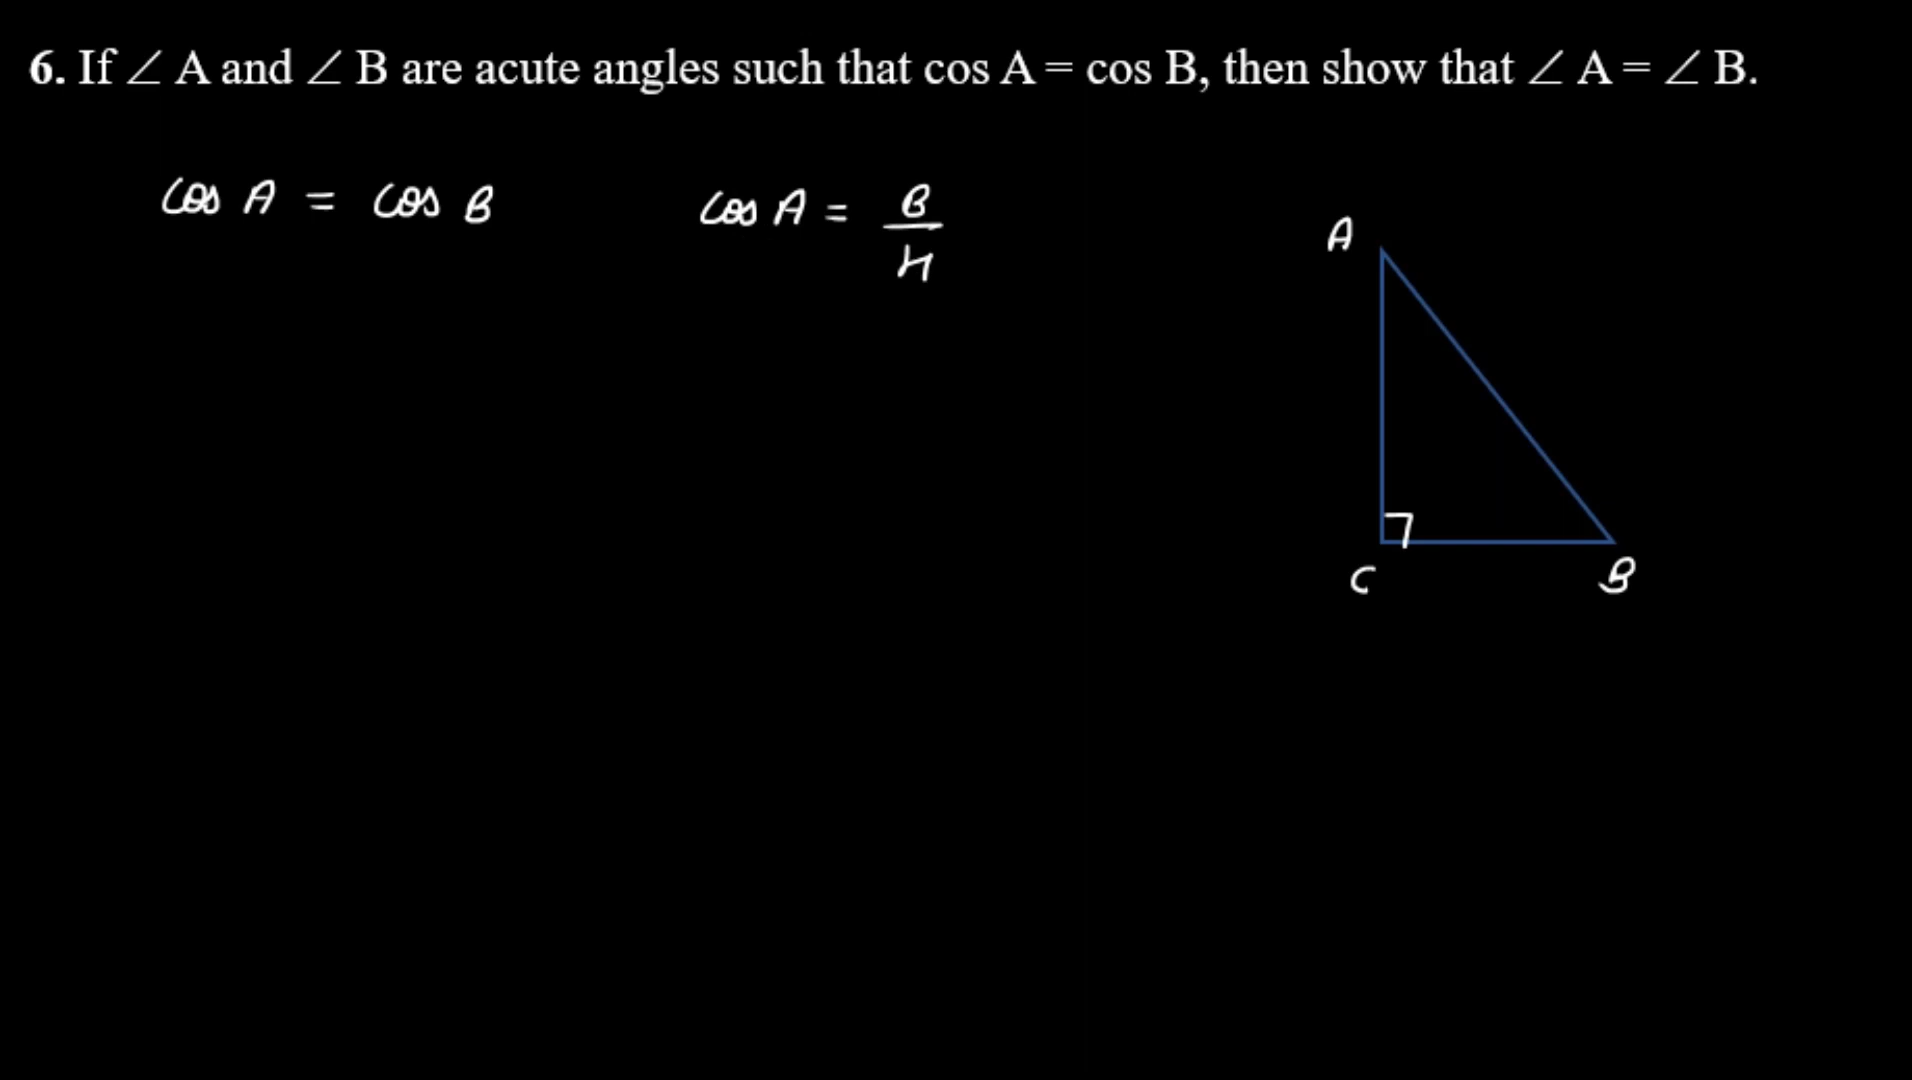 6. If ∠ A and ∠ B are acute angles such that cos A = cos B, then show that ∠ A = ∠ B.
cos A = cos B
cos A = B/H
A
C
B